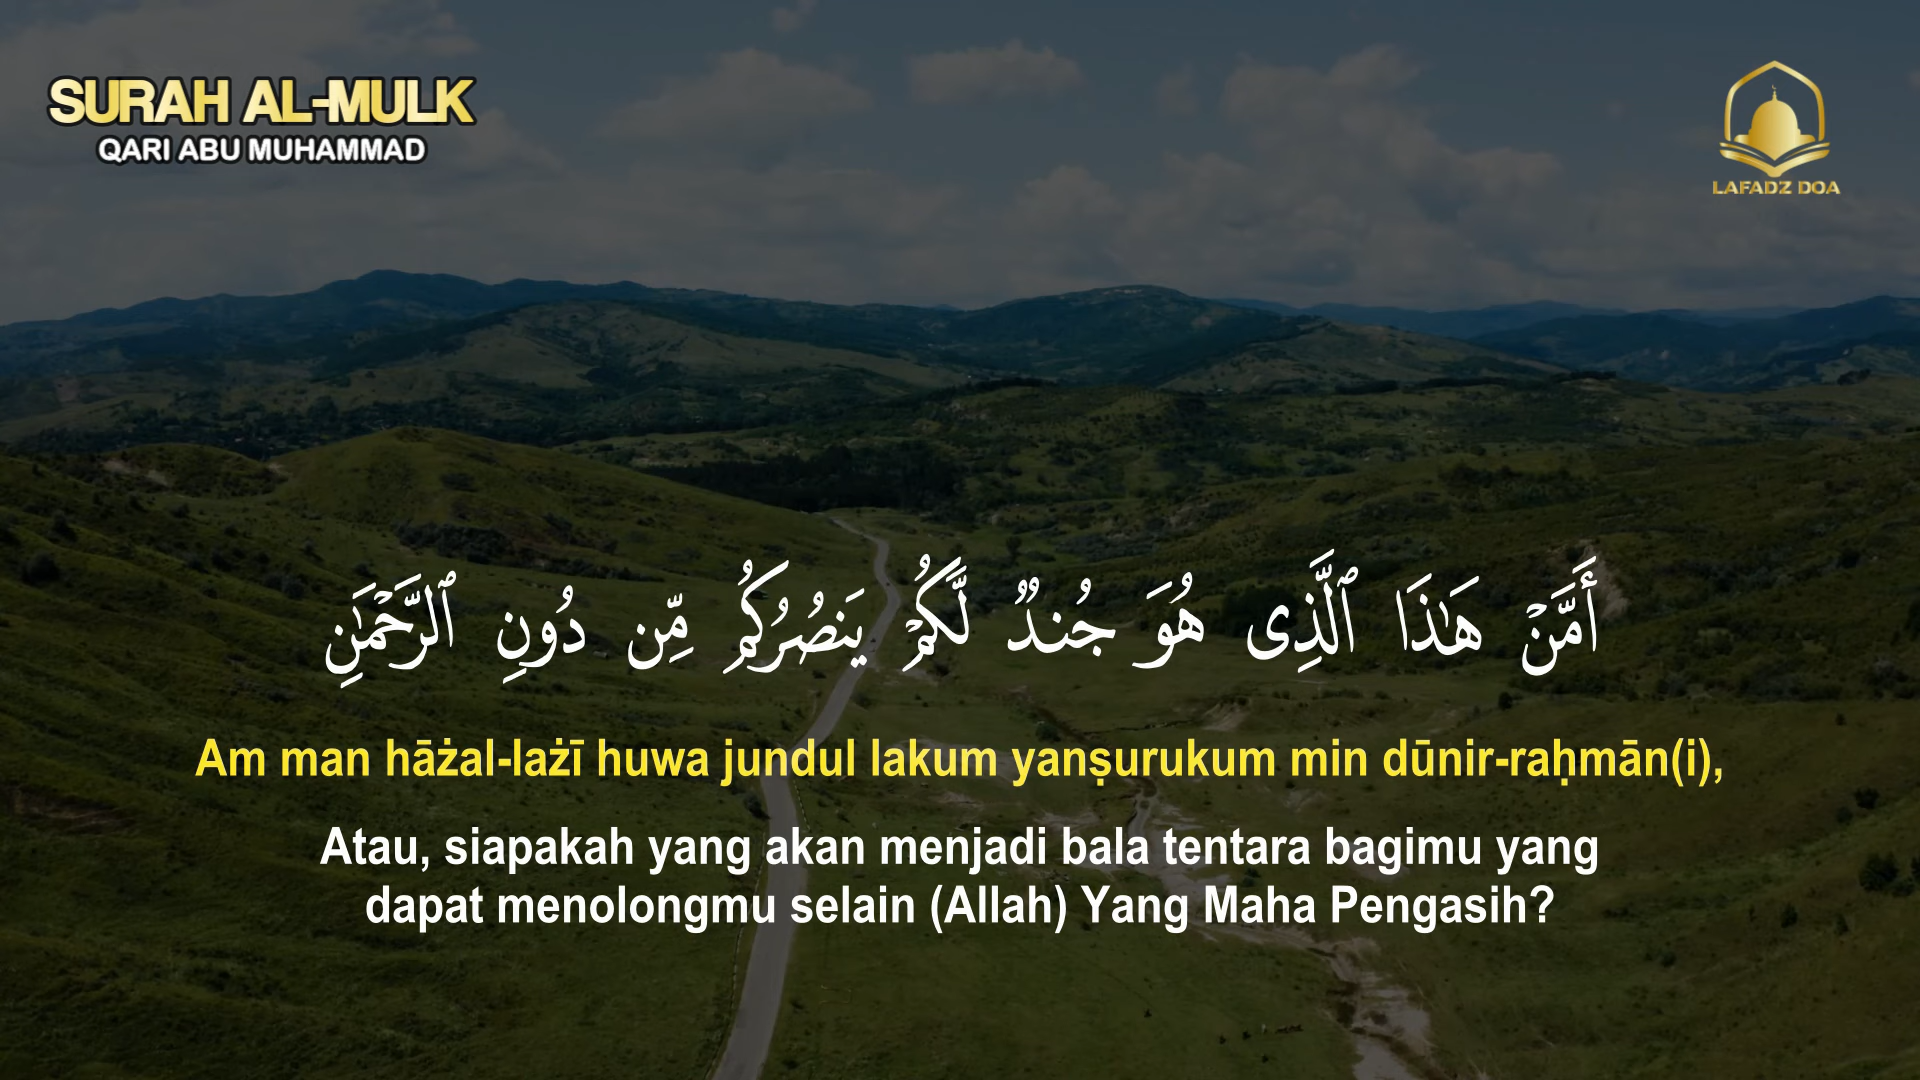 SURAH AL-MULK
QARI ABU MUHAMMAD
LAFADZ DOA
أَمَّنْ هَٰذَا ٱلَّذِى هُوَ جُندٌ لَّكُمْ يَنصُرُكُم مِّن دُونِ ٱلرَّحْمَٰنِ
Am man hāżal-lażī huwa jundul lakum yanṣurukum min dūnir-raḥmān(i),
Atau, siapakah yang akan menjadi bala tentara bagimu yang
dapat menolongmu selain (Allah) Yang Maha Pengasih?